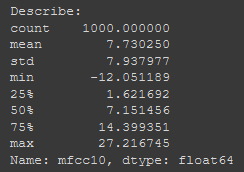 Describe:
count    1000.000000
mean        7.730250
std         7.937977
min       -12.051189
25%         1.621692
50%         7.151456
75%        14.399351
max        27.216745
Name: mfcc10, dtype: float64